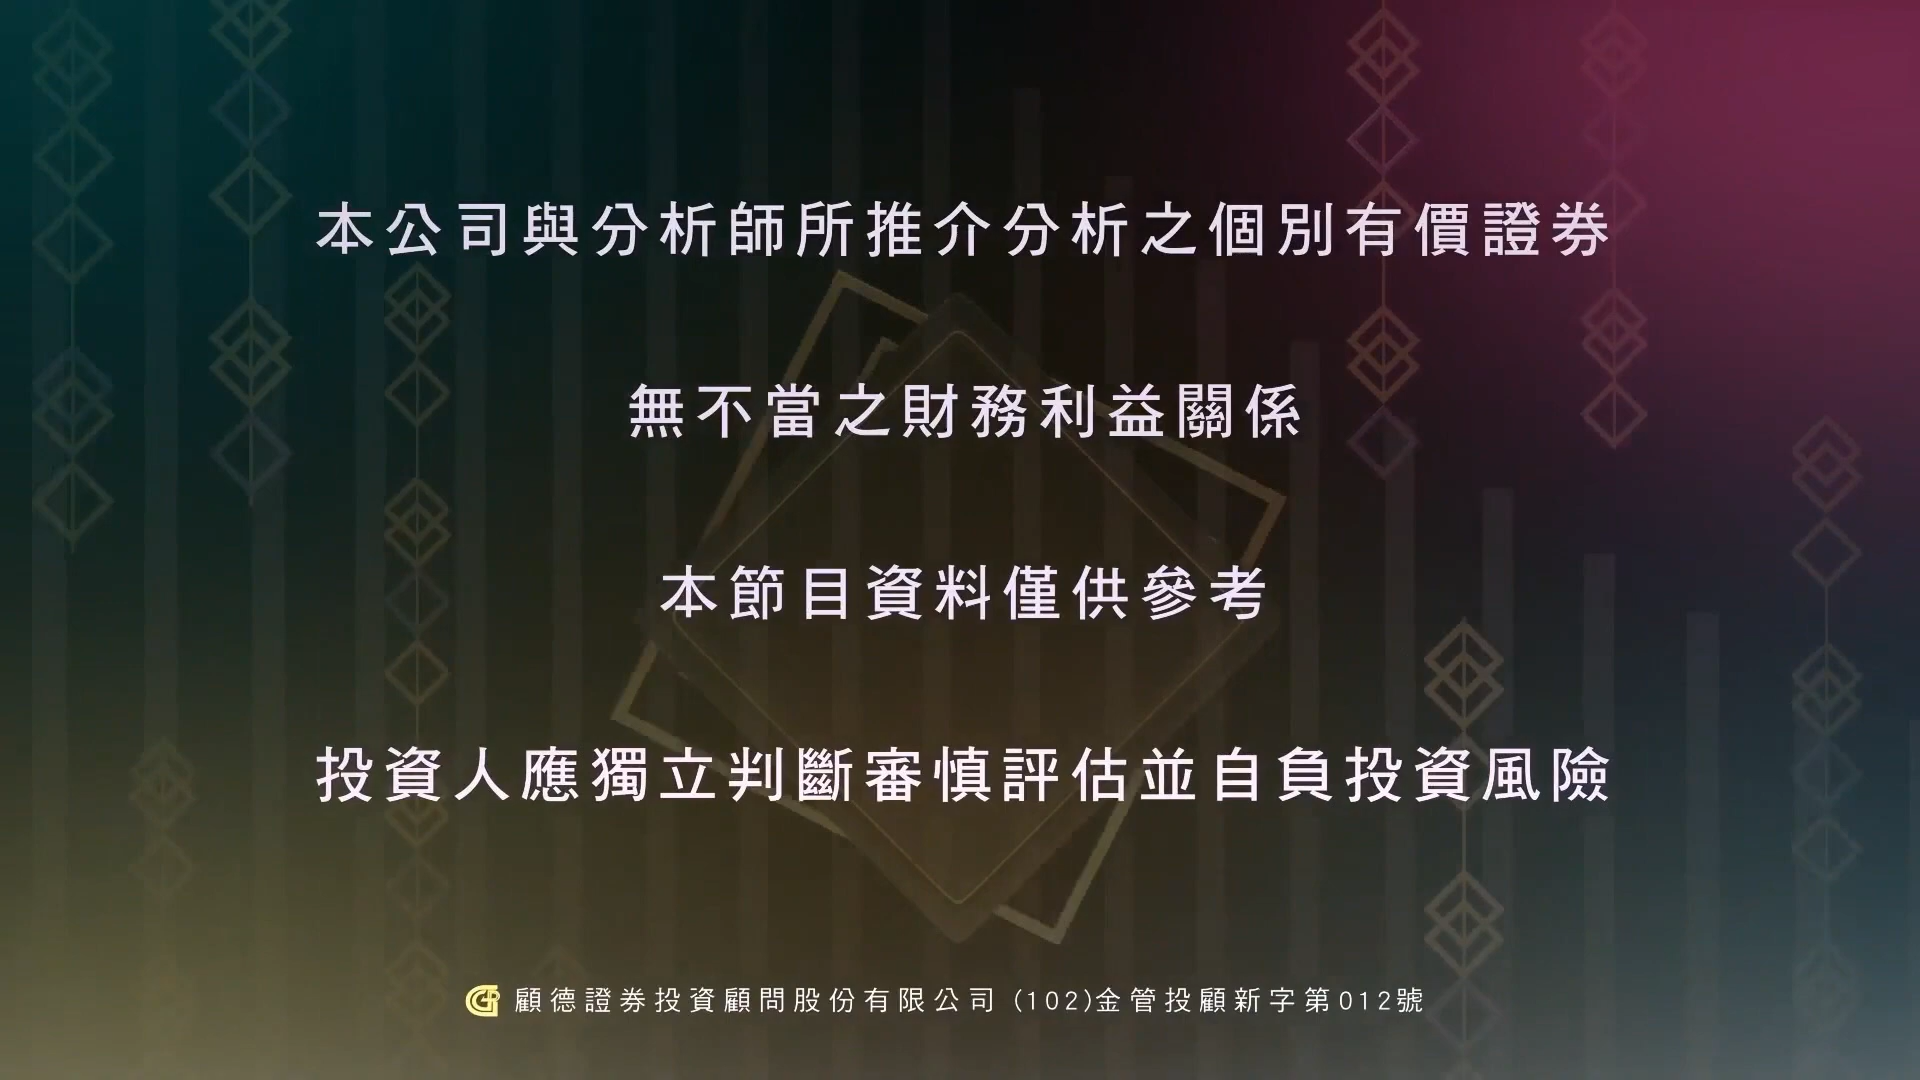 本公司與分析師所推介分析之個別有價證券
無不當之財務利益關係
本節目資料僅供參考
投資人應獨立判斷審慎評估並自負投資風險
顧德證券投資顧問股份有限公司 (102)金管投顧新字第012號